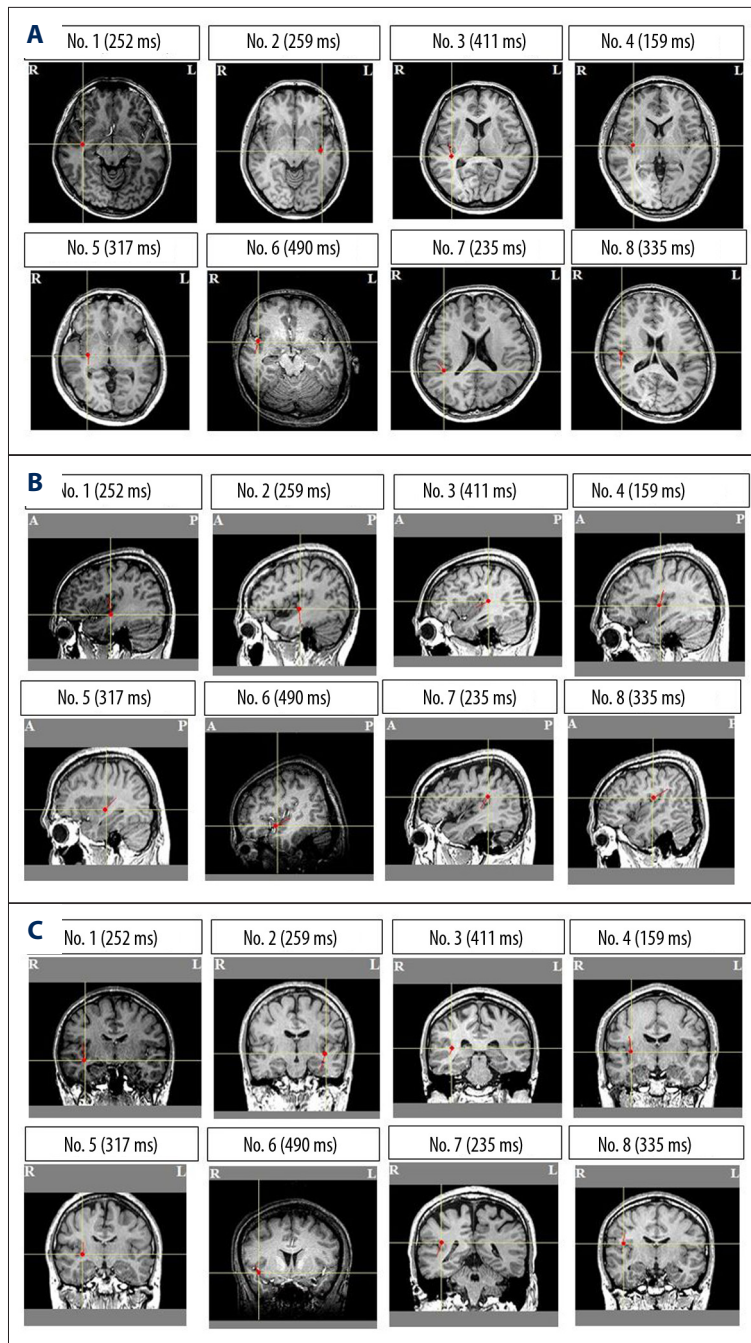 A
No. 1 (252 ms) No. 2 (259 ms) No. 3 (411 ms) No. 4 (159 ms)
R L
No. 5 (317 ms) No. 6 (490 ms) No. 7 (235 ms) No. 8 (335 ms)
R L R L R L R L
B
No. 1 (252 ms) No. 2 (259 ms) No. 3 (411 ms) No. 4 (159 ms)
A P
No. 5 (317 ms) No. 6 (490 ms) No. 7 (235 ms) No. 8 (335 ms)
A P
C
No. 1 (252 ms) No. 2 (259 ms) No. 3 (411 ms) No. 4 (159 ms)
R L
No. 5 (317 ms) No. 6 (490 ms) No. 7 (235 ms) No. 8 (335 ms)
R L